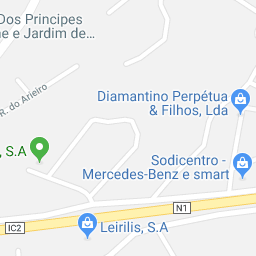 Dos Principes
e e Jardim de...
R. do Arieiro
Diamantino Perpétua
& Filhos, Lda
, S.A
Sodicentro -
Mercedes-Benz e smart
N1
IC2
Leirilis, S.A